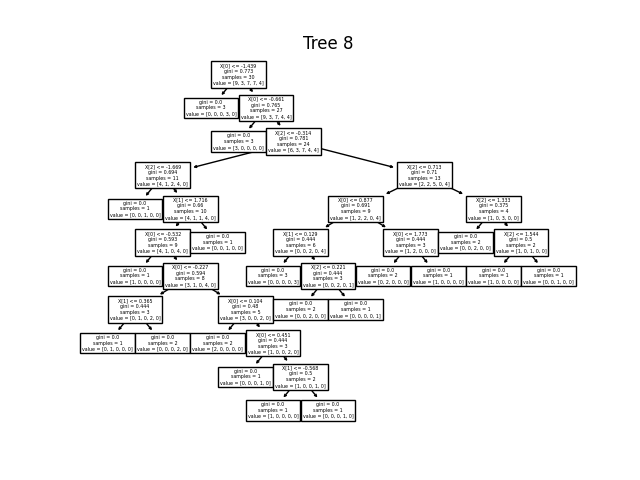 Tree 8
X[0] <= -1.439
gini = 0.773
samples = 30
value = [9, 3, 7, 7, 4]
gini = 0.0
samples = 3
value = [0, 0, 0, 3, 0]
X[0] <= -0.661
gini = 0.765
samples = 27
value = [9, 3, 7, 4, 4]
gini = 0.0
samples = 3
value = [3, 0, 0, 0, 0]
X[2] <= -0.314
gini = 0.781
samples = 24
value = [6, 3, 7, 4, 4]
X[2] <= -1.669
gini = 0.694
samples = 11
value = [4, 1, 2, 4, 0]
X[2] <= 0.713
gini = 0.71
samples = 13
value = [2, 2, 5, 0, 4]
gini = 0.0
samples = 1
value = [0, 0, 1, 0, 0]
X[1] <= 1.716
gini = 0.66
samples = 10
value = [4, 1, 1, 4, 0]
X[0] <= 0.877
gini = 0.691
samples = 9
value = [1, 2, 2, 0, 4]
X[2] <= 1.333
gini = 0.375
samples = 4
value = [1, 0, 3, 0, 0]
X[0] <= -0.532
gini = 0.593
samples = 9
value = [4, 1, 0, 4, 0]
gini = 0.0
samples = 1
value = [0, 0, 1, 0, 0]
X[1] <= 0.129
gini = 0.444
samples = 6
value = [0, 0, 2, 0, 4]
X[0] <= 1.773
gini = 0.444
samples = 3
value = [1, 2, 0, 0, 0]
gini = 0.0
samples = 2
value = [0, 0, 2, 0, 0]
X[2] <= 1.544
gini = 0.5
samples = 2
value = [1, 0, 1, 0, 0]
gini = 0.0
samples = 1
value = [1, 0, 0, 0, 0]
X[0] <= -0.227
gini = 0.594
samples = 8
value = [3, 1, 0, 4, 0]
gini = 0.0
samples = 3
value = [0, 0, 0, 0, 3]
X[2] <= 0.221
gini = 0.444
samples = 3
value = [0, 0, 2, 0, 1]
gini = 0.0
samples = 2
value = [0, 2, 0, 0, 0]
gini = 0.0
samples = 1
value = [1, 0, 0, 0, 0]
gini = 0.0
samples = 1
value = [1, 0, 0, 0, 0]
gini = 0.0
samples = 1
value = [0, 0, 1, 0, 0]
X[1] <= 0.365
gini = 0.444
samples = 3
value = [0, 1, 0, 2, 0]
X[0] <= 0.104
gini = 0.48
samples = 5
value = [3, 0, 0, 2, 0]
gini = 0.0
samples = 2
value = [0, 0, 2, 0, 0]
gini = 0.0
samples = 1
value = [0, 0, 0, 0, 1]
gini = 0.0
samples = 1
value = [0, 1, 0, 0, 0]
gini = 0.0
samples = 2
value = [0, 0, 0, 2, 0]
gini = 0.0
samples = 2
value = [2, 0, 0, 0, 0]
X[0] <= 0.451
gini = 0.444
samples = 3
value = [1, 0, 0, 2, 0]
gini = 0.0
samples = 1
value = [0, 0, 0, 1, 0]
X[1] <= -0.568
gini = 0.5
samples = 2
value = [1, 0, 0, 1, 0]
gini = 0.0
samples = 1
value = [1, 0, 0, 0, 0]
gini = 0.0
samples = 1
value = [0, 0, 0, 1, 0]